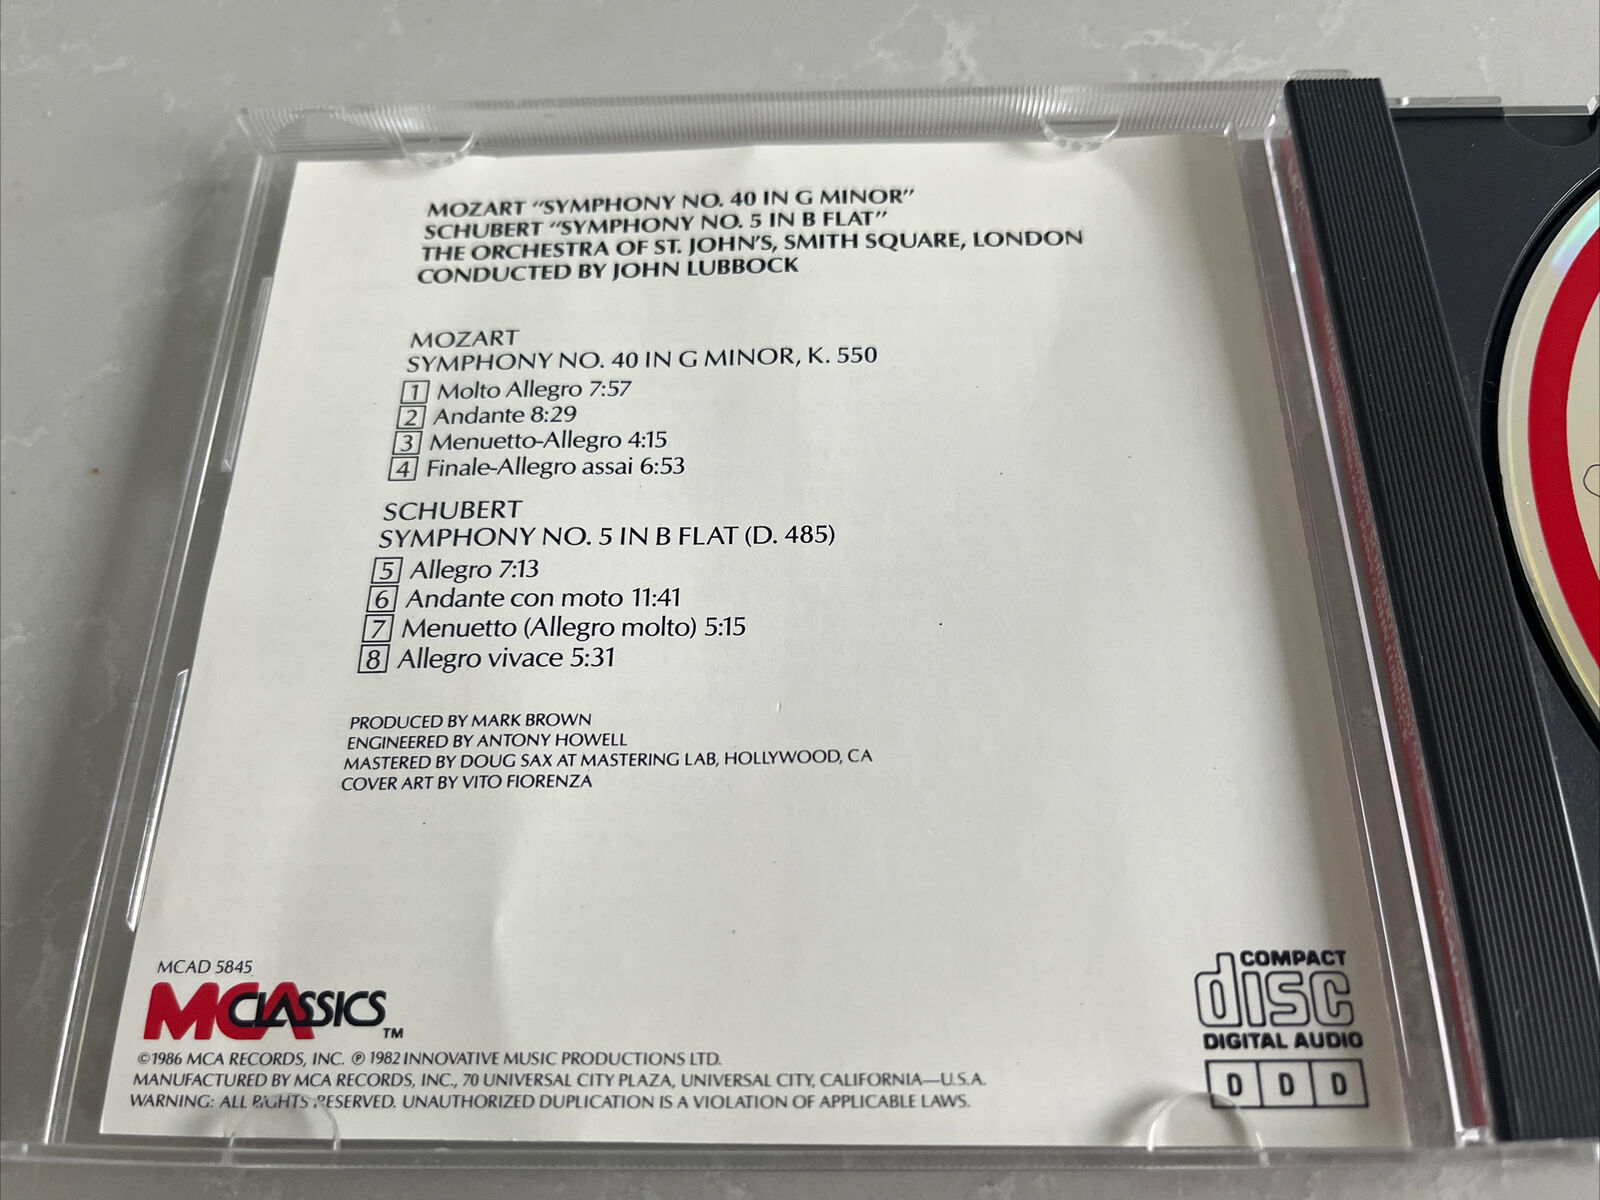 MOZART "SYMPHONY NO. 40 IN G MINOR"
SCHUBERT "SYMPHONY NO. 5 IN B FLAT"
THE ORCHESTRA OF ST. JOHN'S, SMITH SQUARE, LONDON
CONDUCTED BY JOHN LUBBOCK
MOZART
SYMPHONY NO. 40 IN G MINOR, K. 550
1 Molto Allegro 7:57
2 Andante 8:29
3 Menuetto-Allegro 4:15
4 Finale-Allegro assai 6:53
SCHUBERT
SYMPHONY NO. 5 IN B FLAT (D. 485)
5 Allegro 7:13
6 Andante con moto 11:41
7 Menuetto (Allegro molto) 5:15
8 Allegro vivace 5:31
PRODUCED BY MARK BROWN
ENGINEERED BY ANTONY HOWELL
MASTERED BY DOUG SAX AT MASTERING LAB, HOLLYWOOD, CA
COVER ART BY VITO FIORENZA
MCAD 5845
MCA CLASSICS TM
©1986 MCA RECORDS, INC. ℗ 1982 INNOVATIVE MUSIC PRODUCTIONS LTD.
MANUFACTURED BY MCA RECORDS, INC., 70 UNIVERSAL CITY PLAZA, UNIVERSAL CITY, CALIFORNIA—U.S.A.
WARNING: ALL RIGHTS RESERVED. UNAUTHORIZED DUPLICATION IS A VIOLATION OF APPLICABLE LAWS.
COMPACT
disc
DIGITAL AUDIO
D D D